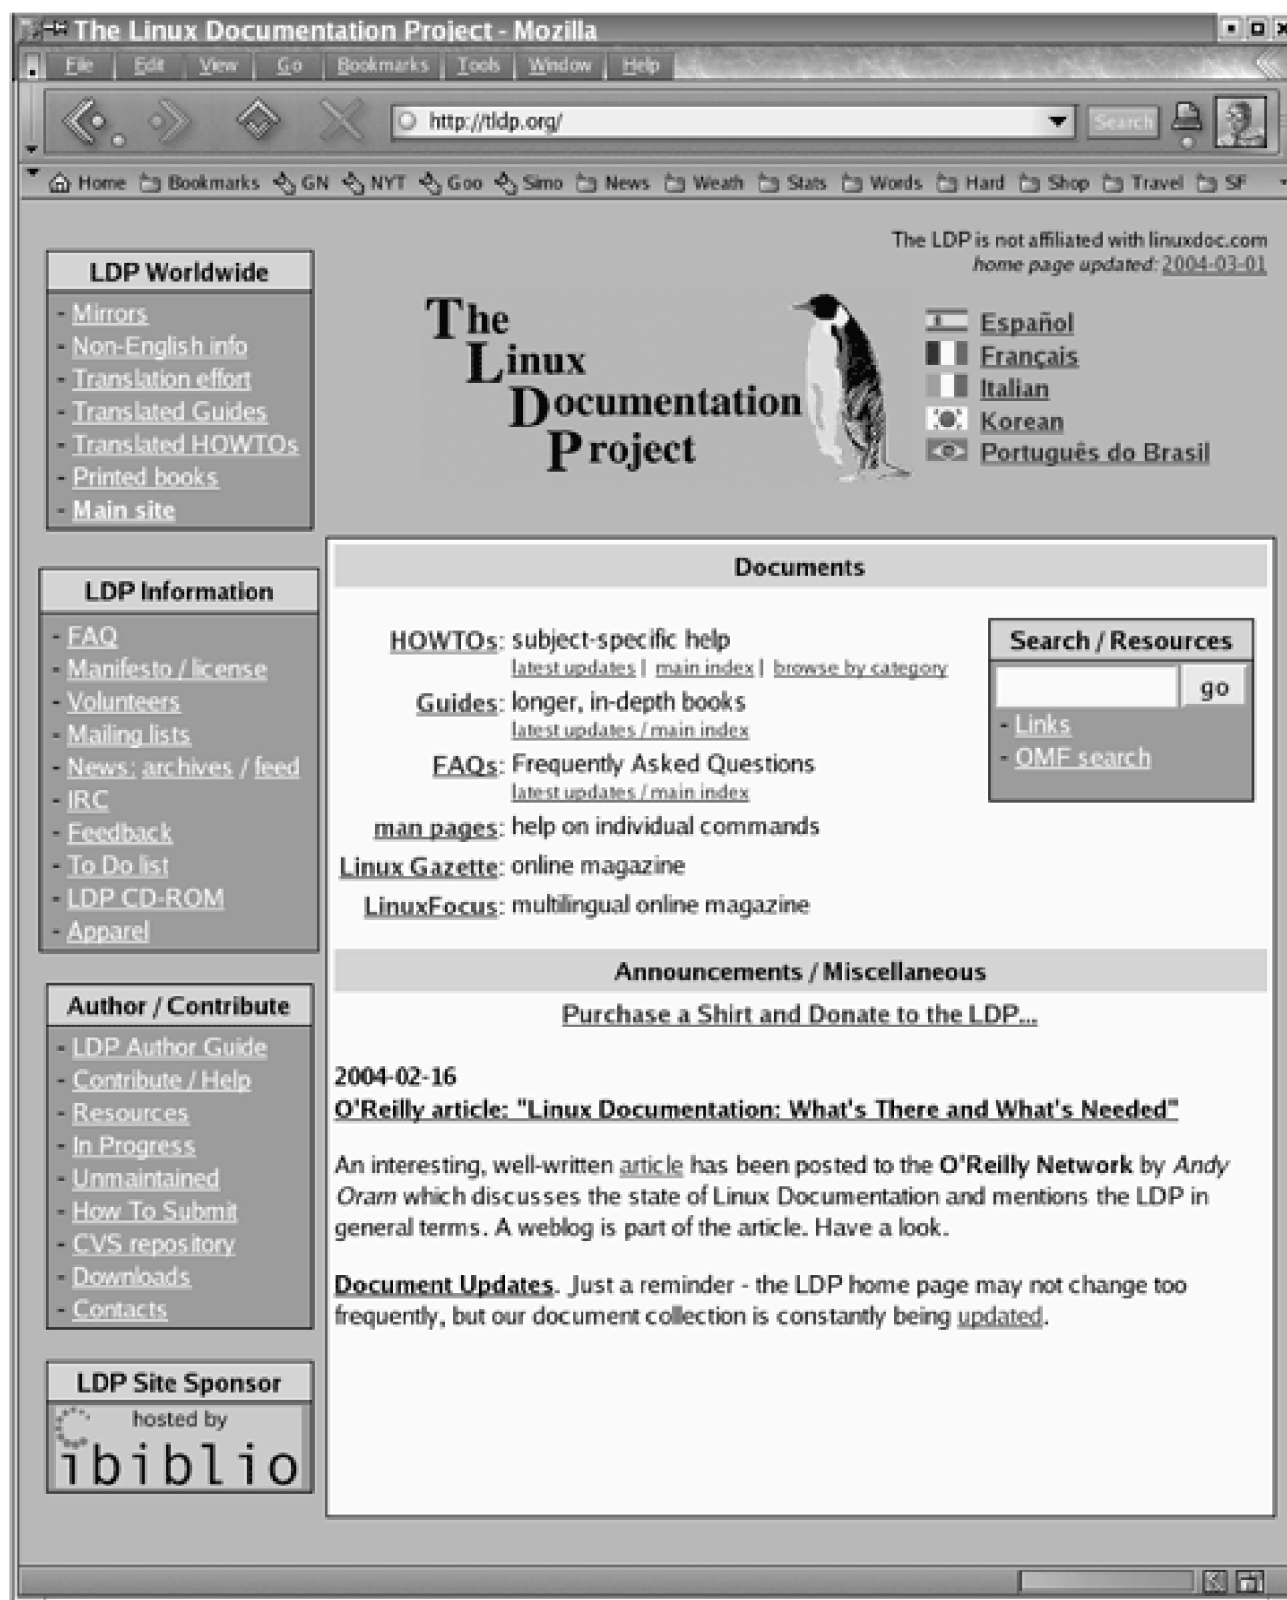 The Linux Documentation Project - Mozilla
File Edit View Go Bookmarks Tools Window Help
http://tldp.org/
Search
Home Bookmarks GN NYT Goo Simo News Weath Stats Words Hard Shop Travel SF
The LDP is not affiliated with linuxdoc.com
home page updated: 2004-03-01
LDP Worldwide
- Mirrors
- Non-English info
- Translation effort
- Translated Guides
- Translated HOWTOs
- Printed books
- Main site
The
Linux
Documentation
Project
Español
Français
Italian
Korean
Português do Brasil
LDP Information
- FAQ
- Manifesto / license
- Volunteers
- Mailing lists
- News: archives / feed
- IRC
- Feedback
- To Do list
- LDP CD-ROM
- Apparel
Author / Contribute
- LDP Author Guide
- Contribute / Help
- Resources
- In Progress
- Unmaintained
- How To Submit
- CVS repository
- Downloads
- Contacts
LDP Site Sponsor
hosted by
ibiblio
Documents
HOWTOs: subject-specific help
latest updates | main index | browse by category
Guides: longer, in-depth books
latest updates / main index
FAQs: Frequently Asked Questions
latest updates / main index
man pages: help on individual commands
Linux Gazette: online magazine
LinuxFocus: multilingual online magazine
Search / Resources
go
- Links
- OMF search
Announcements / Miscellaneous
Purchase a Shirt and Donate to the LDP...
2004-02-16
O'Reilly article: "Linux Documentation: What's There and What's Needed"
An interesting, well-written article has been posted to the O'Reilly Network by Andy
Oram which discusses the state of Linux Documentation and mentions the LDP in
general terms. A weblog is part of the article. Have a look.
Document Updates. Just a reminder - the LDP home page may not change too
frequently, but our document collection is constantly being updated.